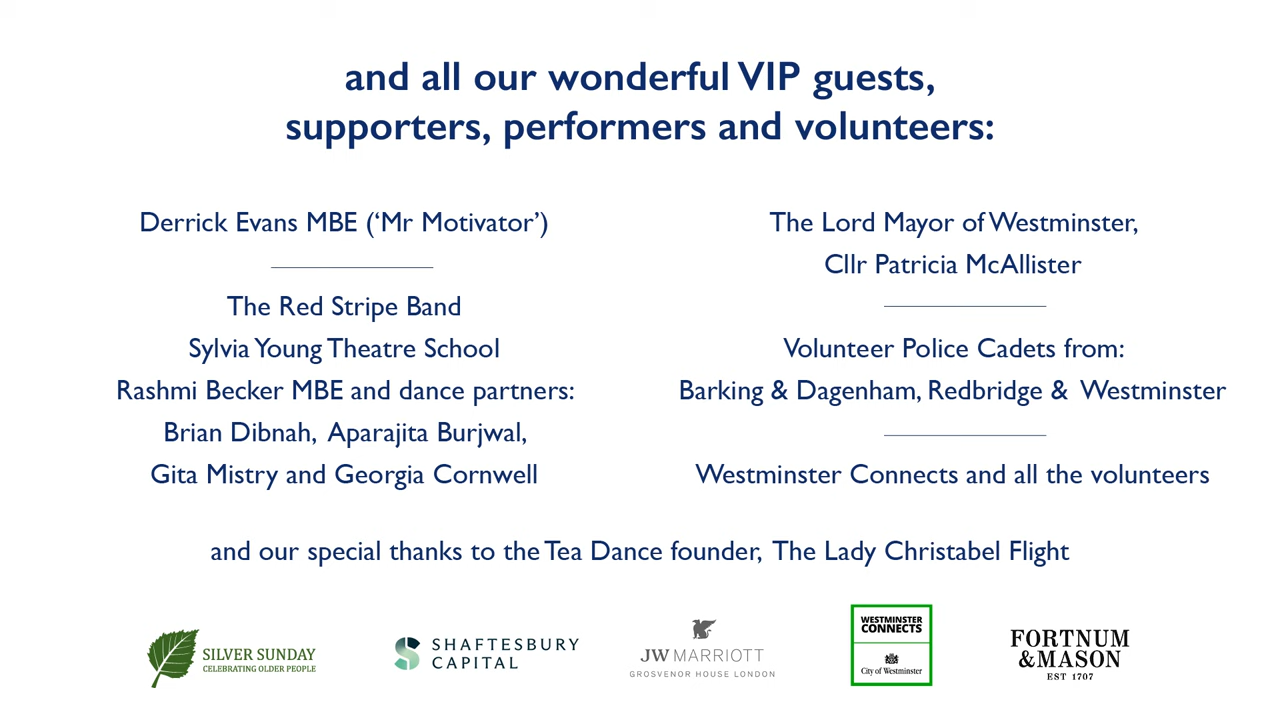 and all our wonderful VIP guests,
supporters, performers and volunteers:
Derrick Evans MBE (‘Mr Motivator’)
The Red Stripe Band
Sylvia Young Theatre School
Rashmi Becker MBE and dance partners:
Brian Dibnah, Aparajita Burjwal,
Gita Mistry and Georgia Cornwell
The Lord Mayor of Westminster,
Cllr Patricia McAllister
Volunteer Police Cadets from:
Barking & Dagenham, Redbridge & Westminster
Westminster Connects and all the volunteers
and our special thanks to the Tea Dance founder, The Lady Christabel Flight
SILVER SUNDAY
CELEBRATING OLDER PEOPLE
SHAFTESBURY
CAPITAL
JW MARRIOTT
GROSVENOR HOUSE LONDON
WESTMINSTER
CONNECTS
City of Westminster
FORTNUM
&MASON
EST 1707